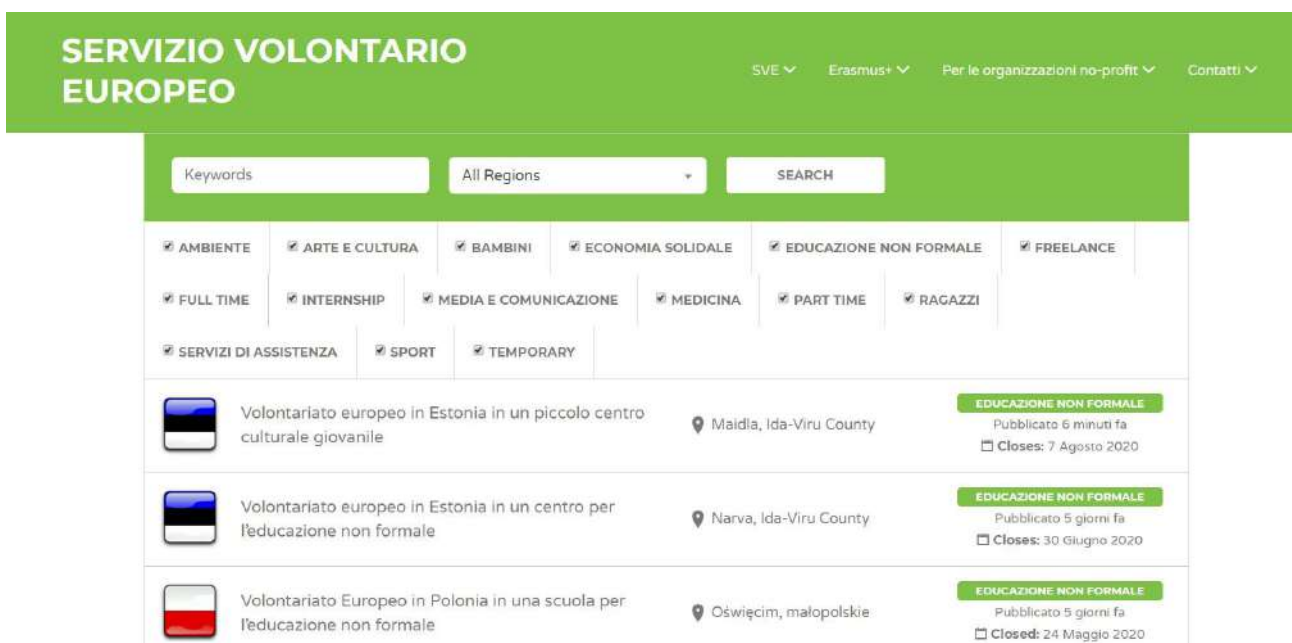 SERVIZIO VOLONTARIO
EUROPEO
SVE
Erasmus+
Per le organizzazioni no-profit
Contatti
Keywords
All Regions
SEARCH
AMBIENTE
ARTE E CULTURA
BAMBINI
ECONOMIA SOLIDALE
EDUCAZIONE NON FORMALE
FREELANCE
FULL TIME
INTERNSHIP
MEDIA E COMUNICAZIONE
MEDICINA
PART TIME
RAGAZZI
SERVIZI DI ASSISTENZA
SPORT
TEMPORARY
Volontariato europeo in Estonia in un piccolo centro
culturale giovanile
Maidla, Ida-Viru County
EDUCAZIONE NON FORMALE
Pubblicato 6 minuti fa
Closes: 7 Agosto 2020
Volontariato europeo in Estonia in un centro per
l'educazione non formale
Narva, Ida-Viru County
EDUCAZIONE NON FORMALE
Pubblicato 5 giorni fa
Closes: 30 Giugno 2020
Volontariato Europeo in Polonia in una scuola per
l'educazione non formale
Oświęcim, małopolskie
EDUCAZIONE NON FORMALE
Pubblicato 5 giorni fa
Closed: 24 Maggio 2020